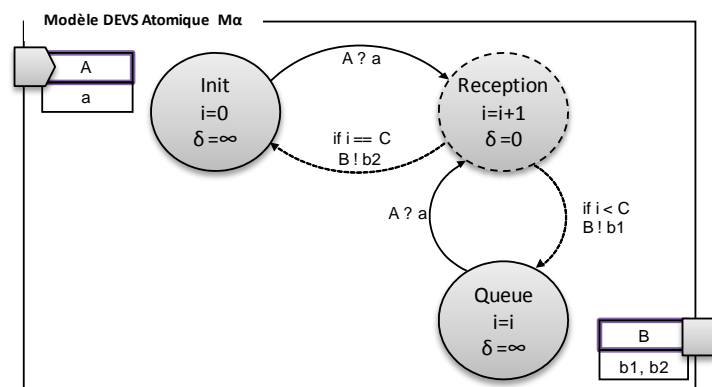 Modèle DEVS Atomique Mα
A
a
Init
i=0
δ=∞
A ? a
Reception
i=i+1
δ=0
if i == C
B ! b2
A ? a
if i < C
B ! b1
Queue
i=i
δ=∞
B
b1, b2